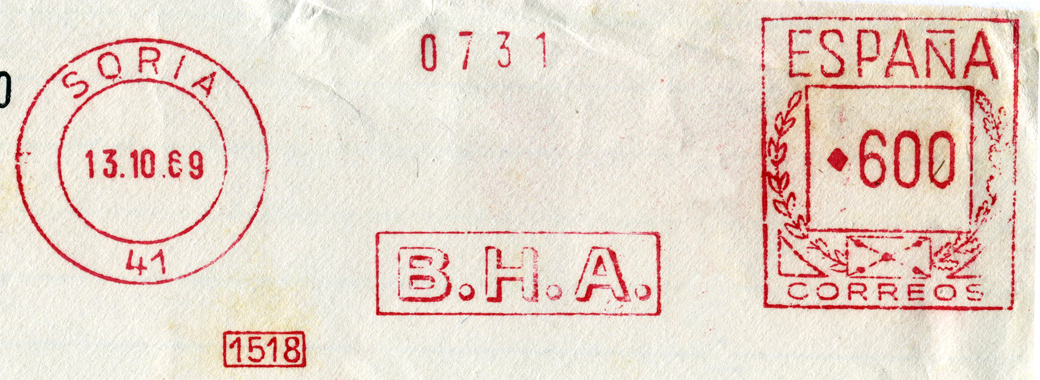 SORIA
13.10.69
41
0731
B.H.A.
1518
ESPAÑA
◆600
CORREOS